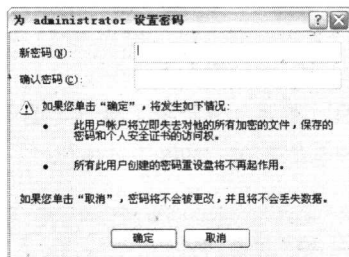 为 administrator 设置密码
新密码(N):
确认密码(C):
如果您单击“确定”，将发生如下情况:
• 此用户帐户将立即失去对他的所有加密的文件，保存的
密码和个人安全证书的访问权。
• 所有此用户创建的密码重设盘将不再起作用。
如果您单击“取消”，密码将不会被更改，并且将不会丢失数据。
确定 取消